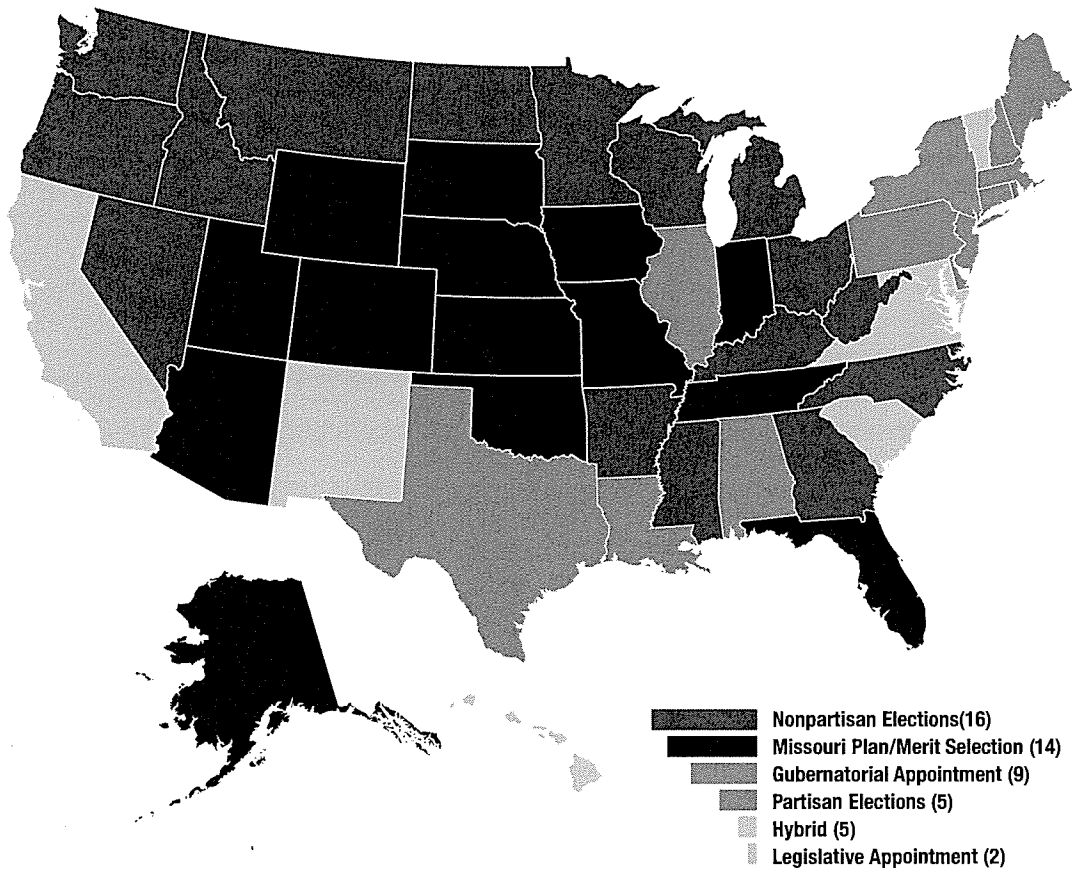 Nonpartisan Elections(16)
Missouri Plan/Merit Selection (14)
Gubernatorial Appointment (9)
Partisan Elections (5)
Hybrid (5)
Legislative Appointment (2)